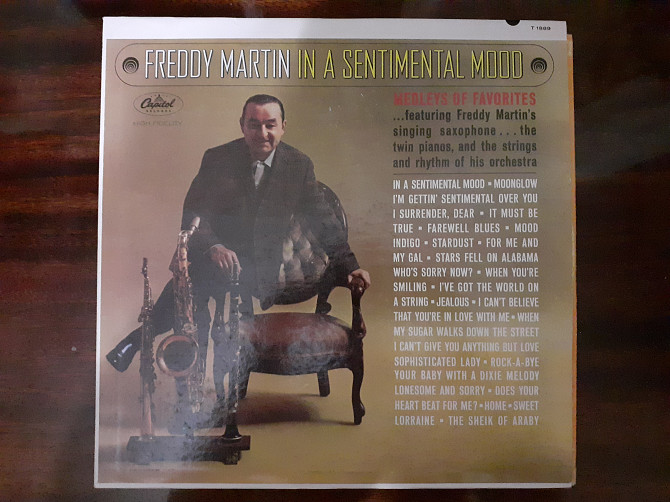 T 1989
FREDDY MARTIN IN A SENTIMENTAL MOOD
Capitol
RECORDS
HIGH FIDELITY
MEDLEYS OF FAVORITES
...featuring Freddy Martin's
singing saxophone...the
twin pianos, and the strings
and rhythm of his orchestra
IN A SENTIMENTAL MOOD • MOONGLOW
I'M GETTIN' SENTIMENTAL OVER YOU
I SURRENDER, DEAR • IT MUST BE
TRUE • FAREWELL BLUES • MOOD
INDIGO • STARDUST • FOR ME AND
MY GAL • STARS FELL ON ALABAMA
WHO'S SORRY NOW? • WHEN YOU'RE
SMILING • I'VE GOT THE WORLD ON
A STRING • JEALOUS • I CAN'T BELIEVE
THAT YOU'RE IN LOVE WITH ME • WHEN
MY SUGAR WALKS DOWN THE STREET
I CAN'T GIVE YOU ANYTHING BUT LOVE
SOPHISTICATED LADY • ROCK-A-BYE
YOUR BABY WITH A DIXIE MELODY
LONESOME AND SORRY • DOES YOUR
HEART BEAT FOR ME? • HOME • SWEET
LORRAINE • THE SHEIK OF ARABY